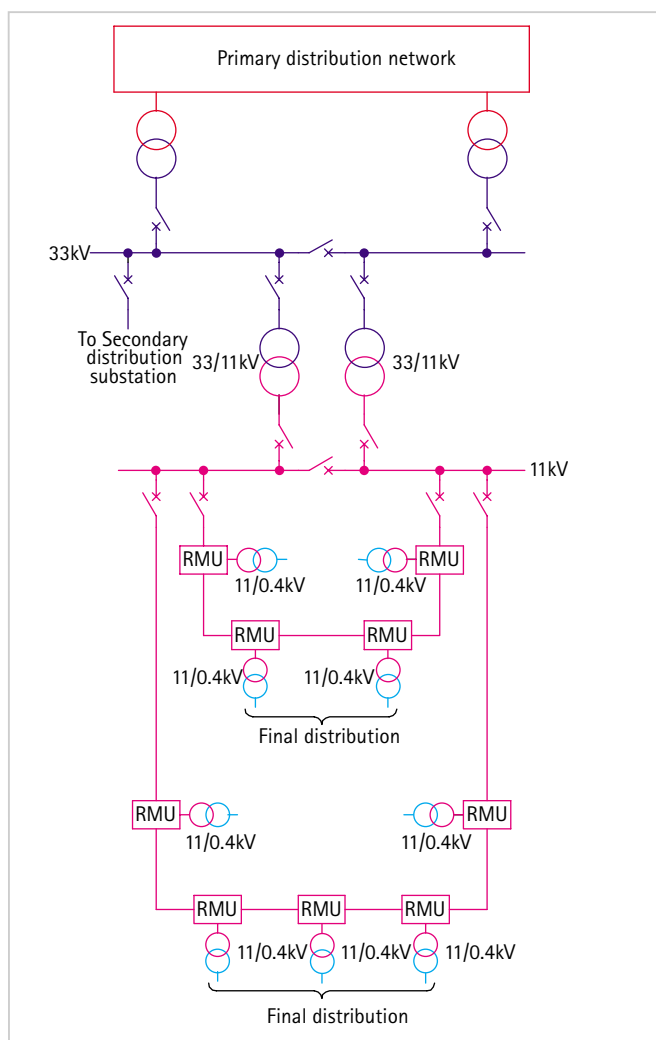 Primary distribution network
33kV
To Secondary
distribution
substation
33/11kV
33/11kV
11kV
RMU
RMU
11/0.4kV
11/0.4kV
RMU
RMU
11/0.4kV
11/0.4kV
Final distribution
RMU
RMU
11/0.4kV
11/0.4kV
RMU
RMU
RMU
11/0.4kV
11/0.4kV
11/0.4kV
Final distribution